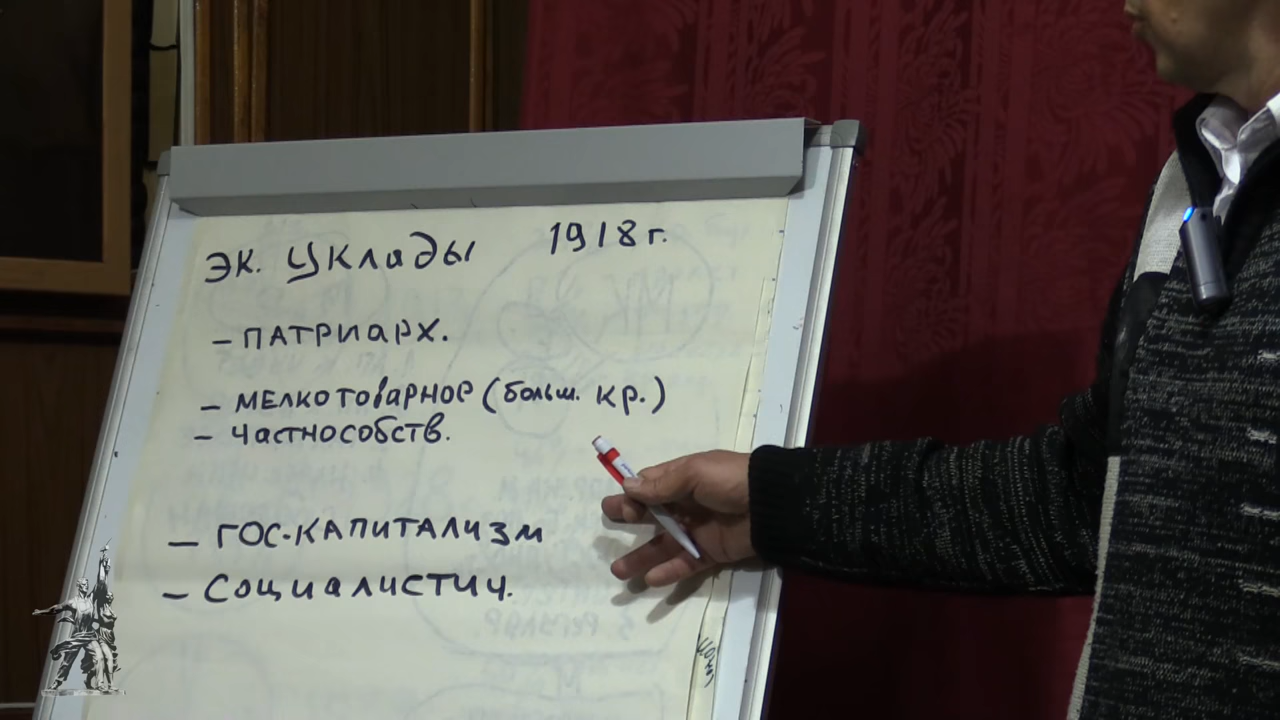 эк. уклады 1918 г.
- патриарх.
- мелкотоварное (больш. кр.)
- частнособств.
- гос-капитализм
- социалистич.